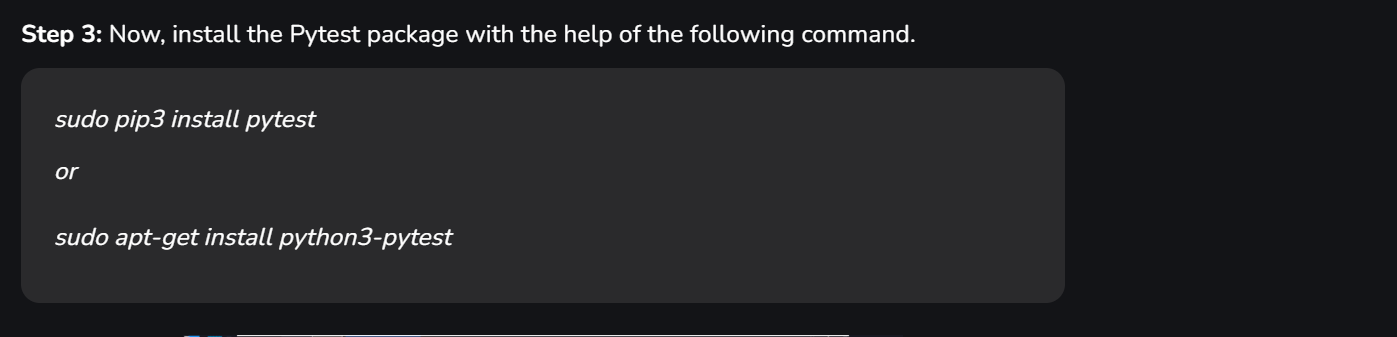 Step 3: Now, install the Pytest package with the help of the following command.
sudo pip3 install pytest
or
sudo apt-get install python3-pytest